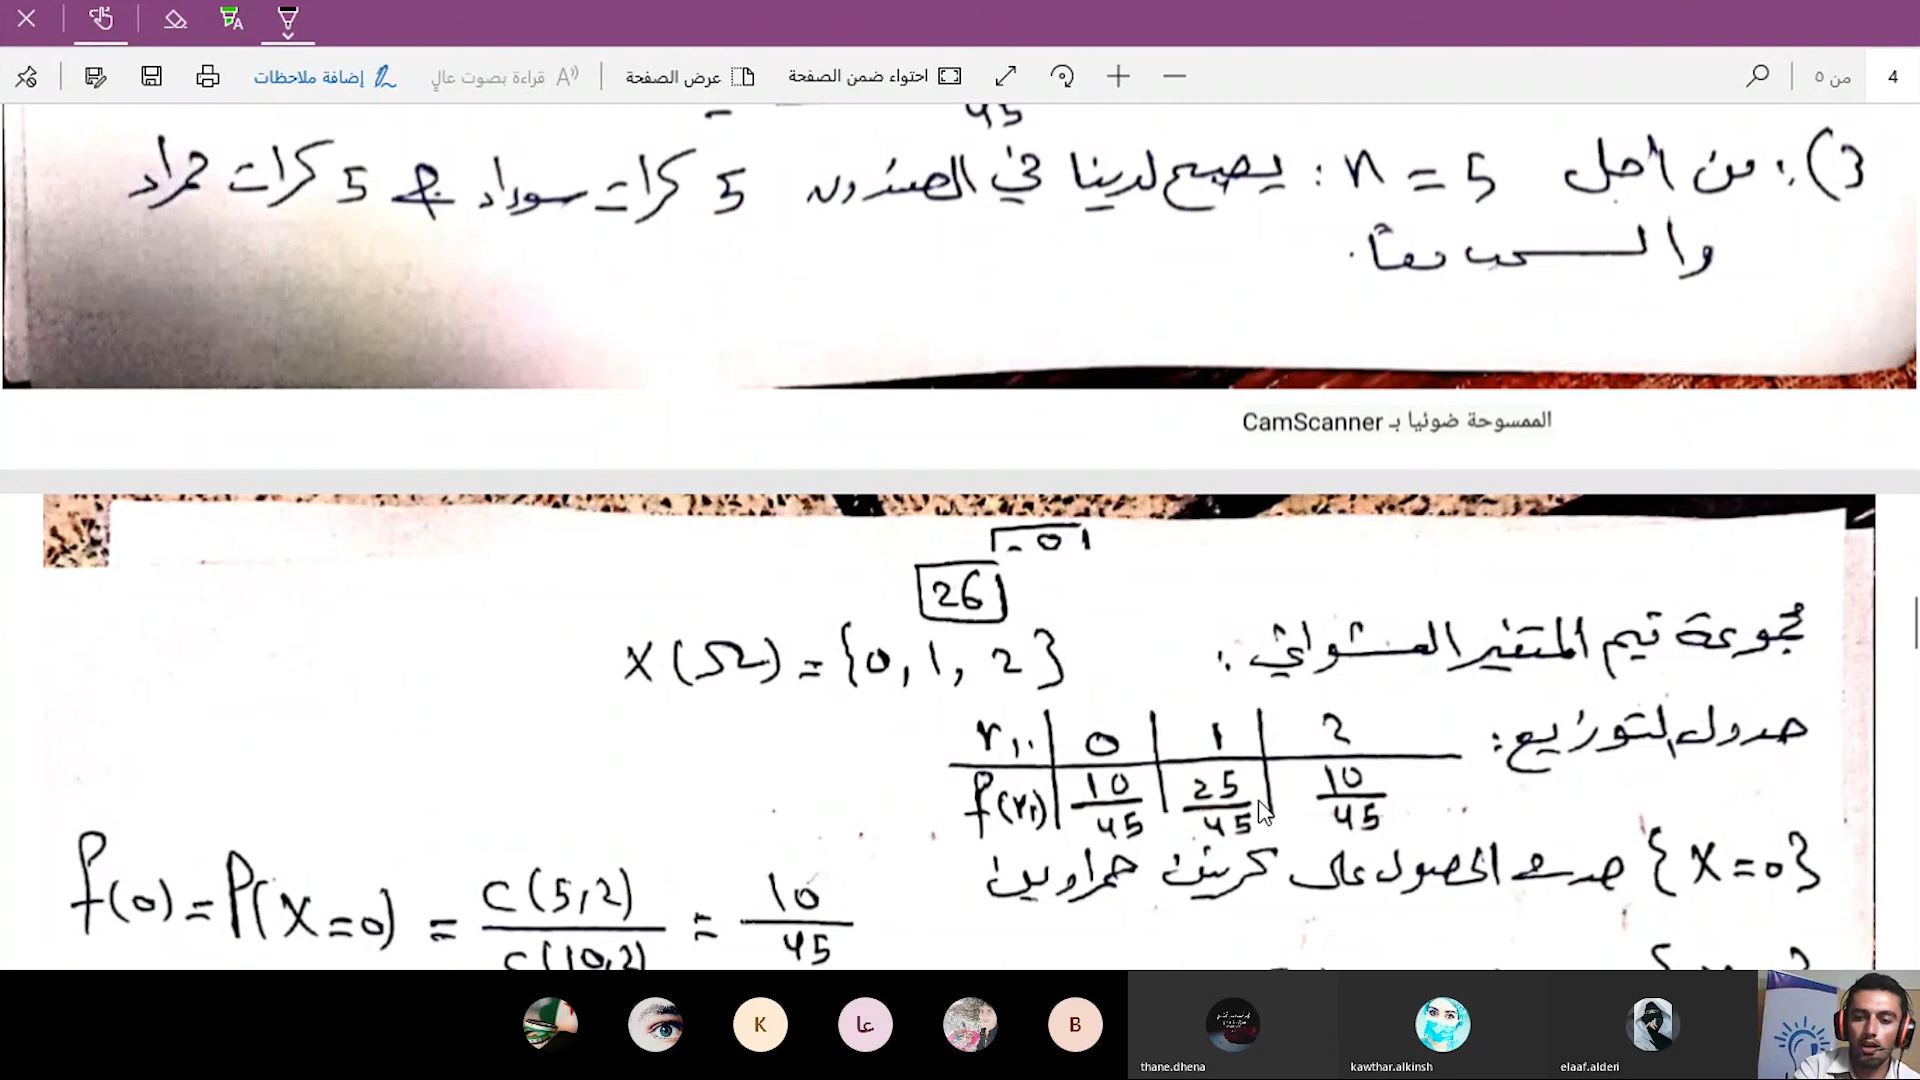 4
من ٥
احتواء ضمن الصفحة
عرض الصفحة
قراءة بصوت عالٍ
إضافة ملاحظات
45
3): من أجل n = 5 : يصبح لدينا في الصندوق 5 كرات سوداء و 5 كرات حمراء
والسحب معاً.
الممسوحة ضوئيا بـ CamScanner
26
مجموعة قيم المتغير العشوائي: X(Ω) = {0, 1, 2}
جدول التوزيع:
0 | 1 | 2
10/45 | 25/45 | 10/45
{X=0} حدث الحصول على كرتين حمراوين
f(0) = P(X=0) = C(5,2)/C(10,2) = 10/45
K
عا
B
thane.dhena
kawthar.alkinsh
elaaf.alderi